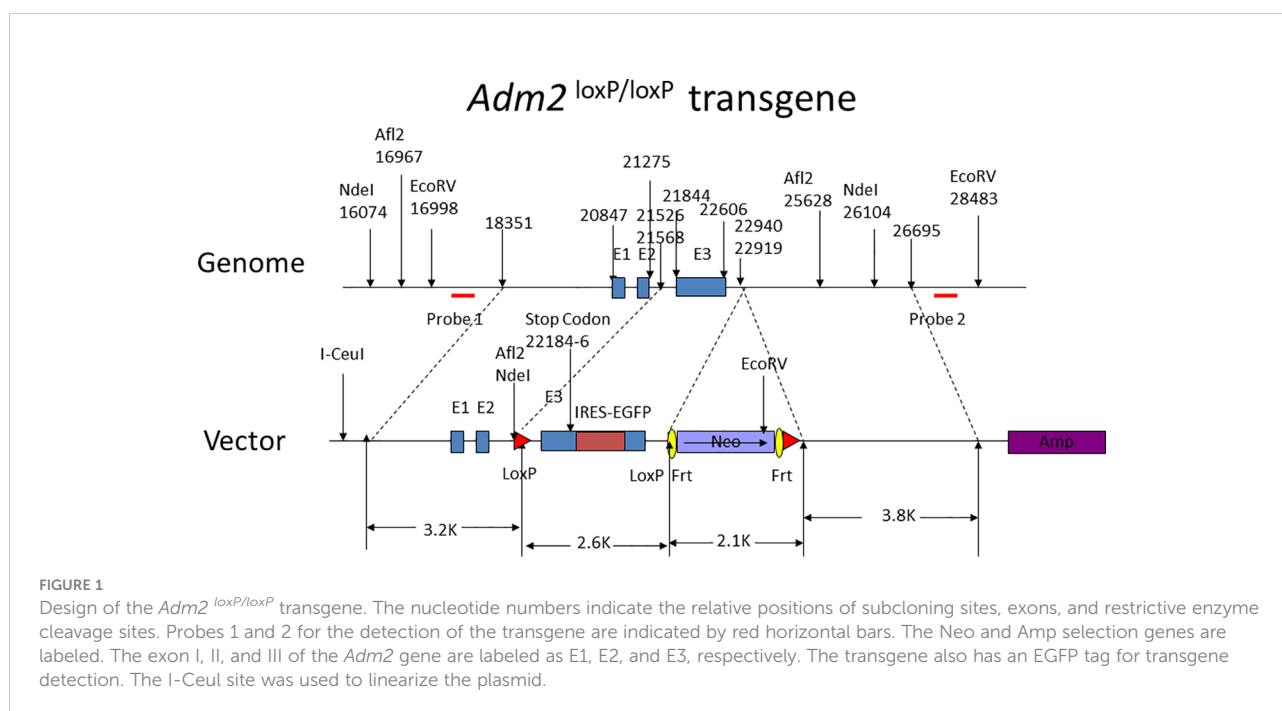 Adm2 loxP/loxP transgene
Afl2
16967
NdeI
16074
EcoRV
16998
18351
20847
21275
21526
21568
21844
22606
22940
22919
Afl2
25628
NdeI
26104
26695
EcoRV
28483
Genome
E1
E2
E3
Probe 1
Probe 2
Stop Codon
22184-6
I-CeuI
Afl2
NdeI
EcoRV
E3
IRES-EGFP
E1
E2
Vector
Neo
Amp
LoxP
LoxP
Frt
Frt
3.2K
2.6K
2.1K
3.8K
FIGURE 1
Design of the Adm2 loxP/loxP transgene. The nucleotide numbers indicate the relative positions of subcloning sites, exons, and restrictive enzyme
cleavage sites. Probes 1 and 2 for the detection of the transgene are indicated by red horizontal bars. The Neo and Amp selection genes are
labeled. The exon I, II, and III of the Adm2 gene are labeled as E1, E2, and E3, respectively. The transgene also has an EGFP tag for transgene
detection. The I-CeuI site was used to linearize the plasmid.